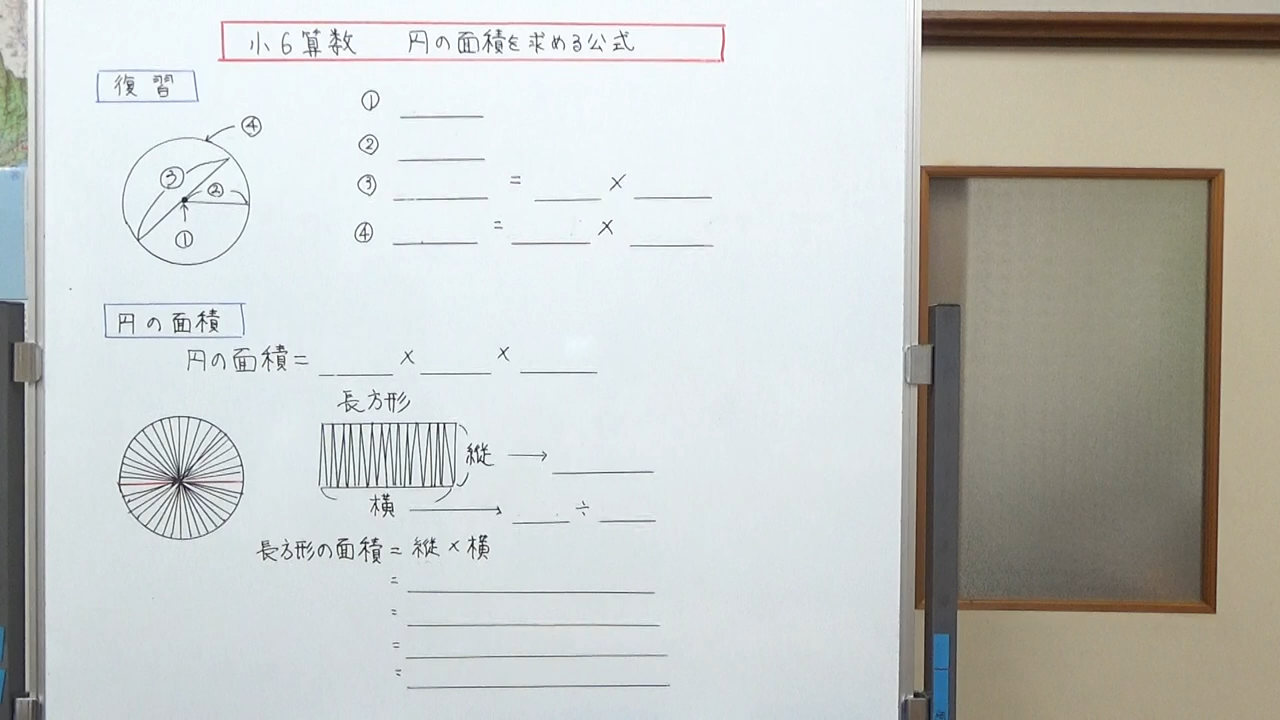 小6算数 円の面積を求める公式
復習
④
③
②
①
①
②
③ = ×
④ = ×
円の面積
円の面積= × ×
長方形
縦 →
横 → ÷
長方形の面積 = 縦 × 横
=
=
=
=